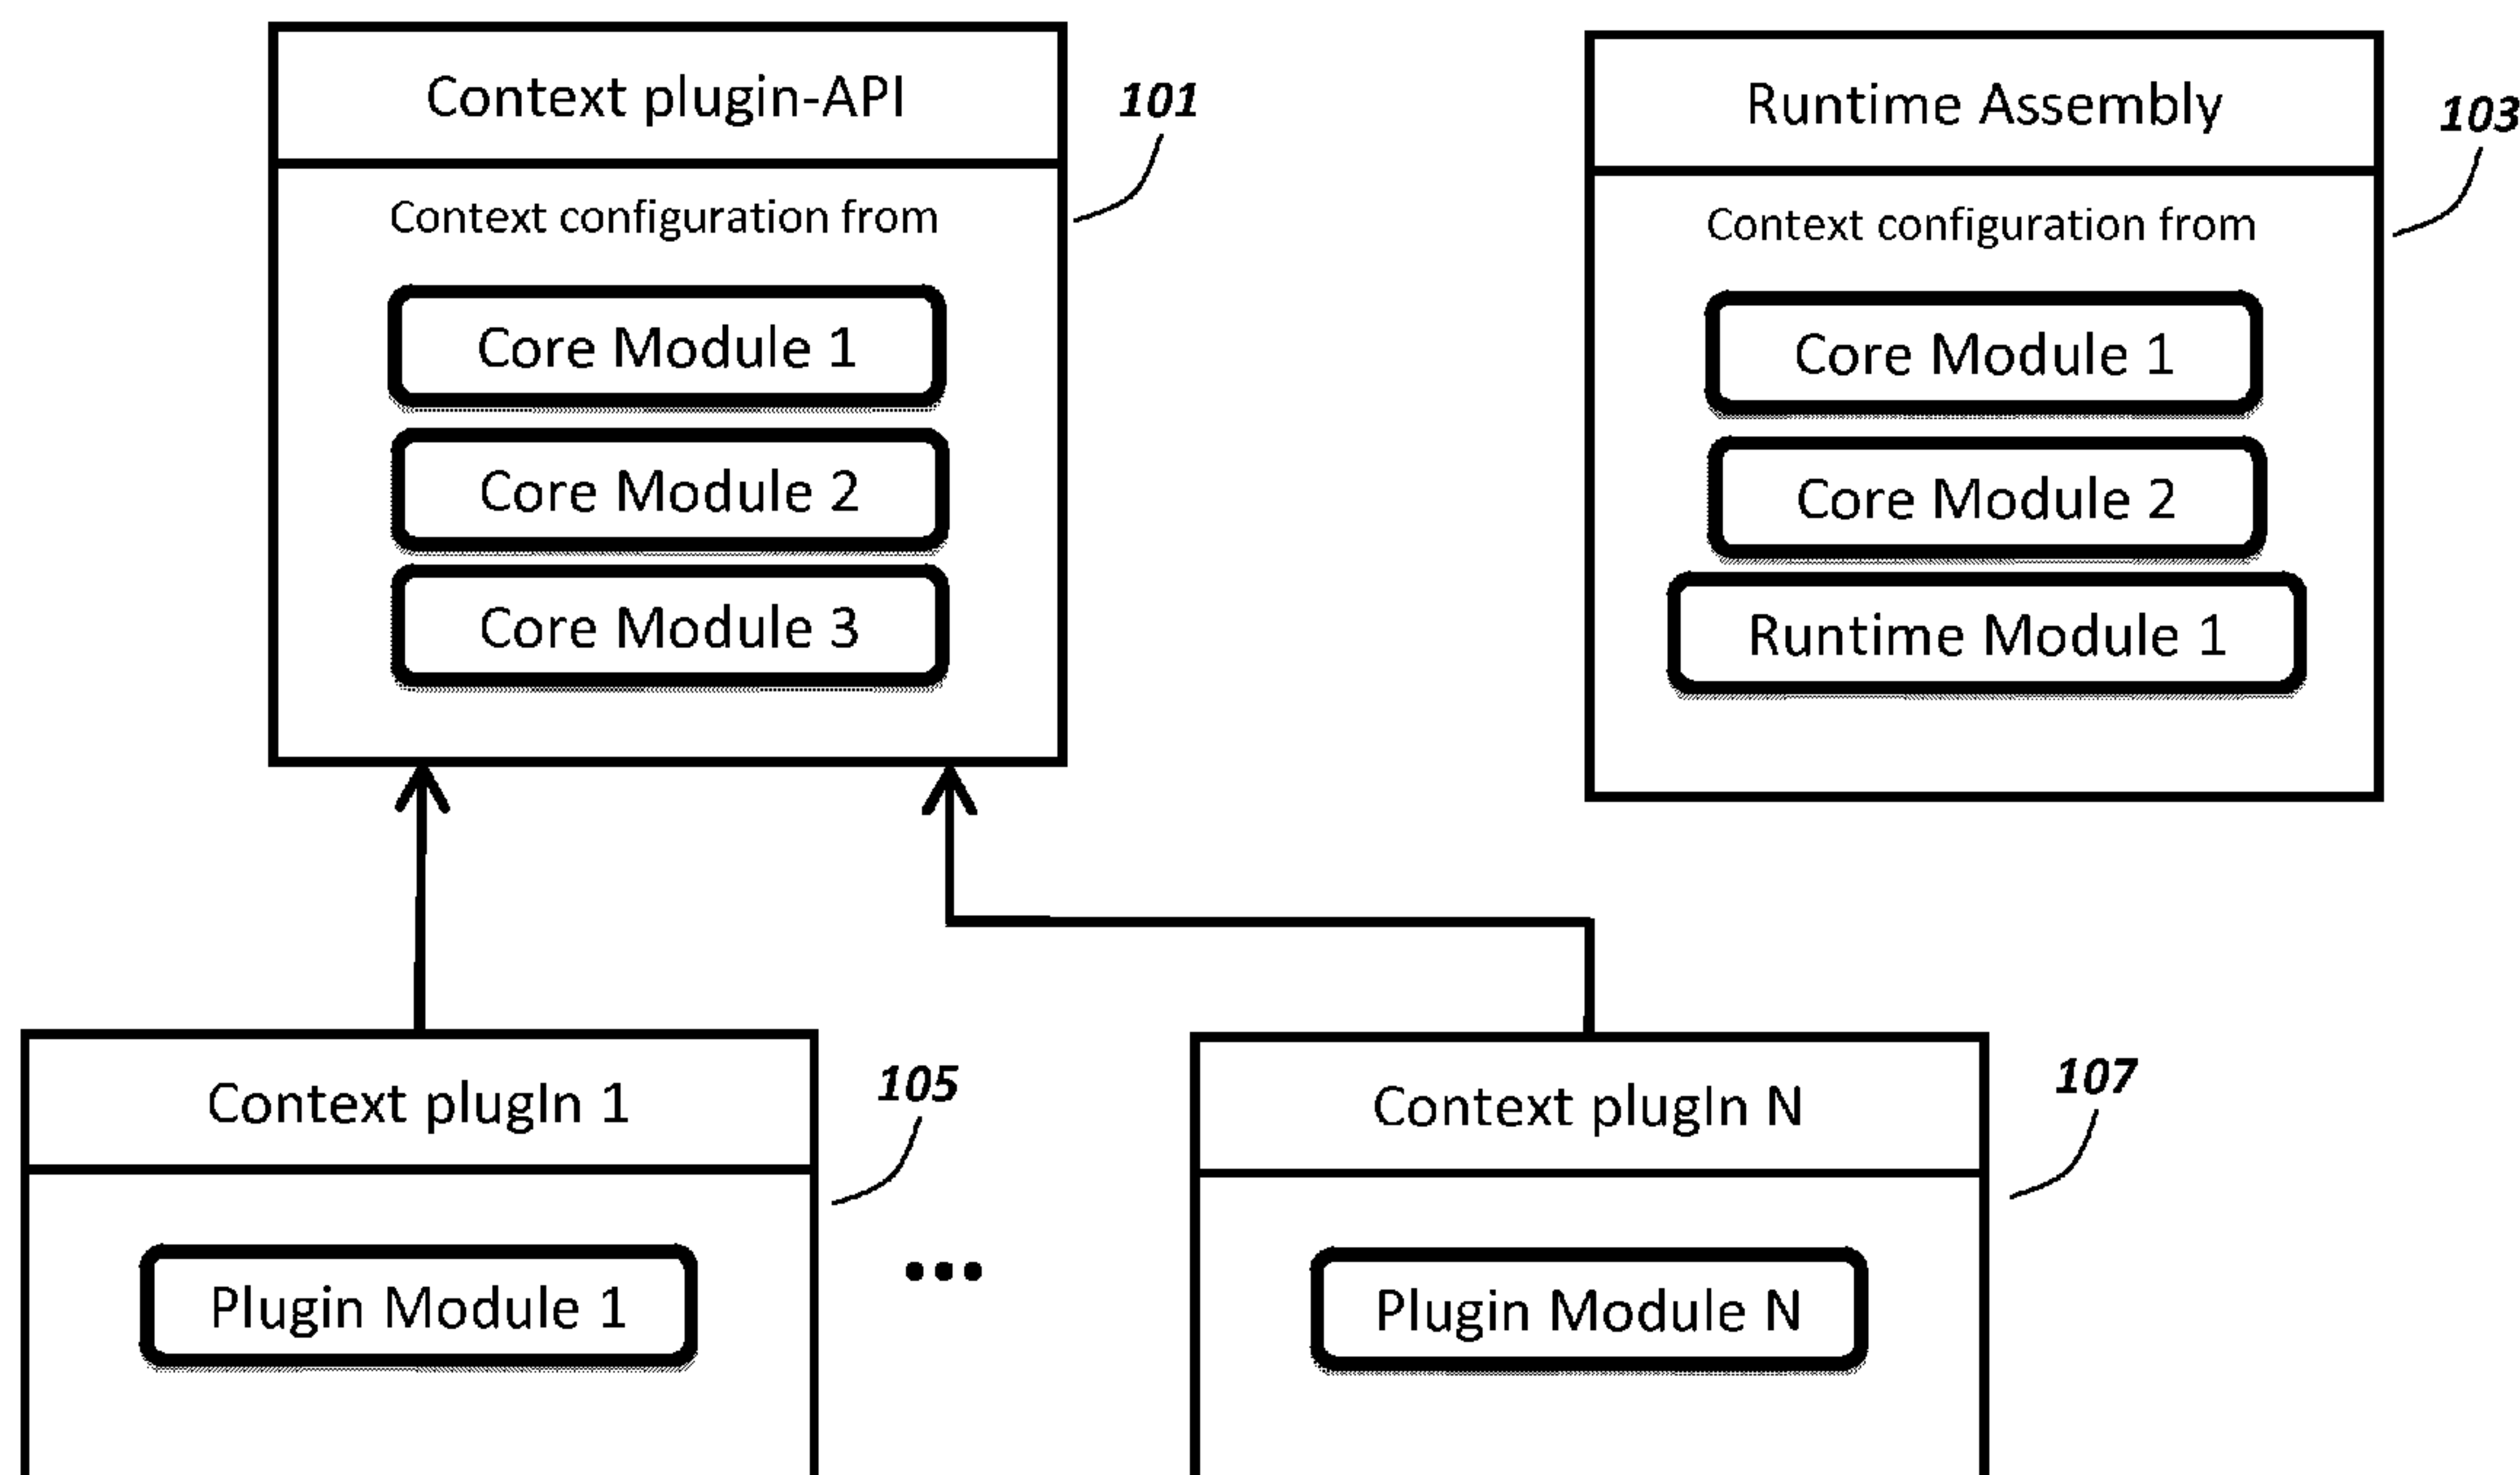 Context plugin-API
101
Context configuration from
Core Module 1
Core Module 2
Core Module 3
Runtime Assembly
103
Context configuration from
Core Module 1
Core Module 2
Runtime Module 1
Context plugIn 1
105
Plugin Module 1
•••
Context plugIn N
107
Plugin Module N